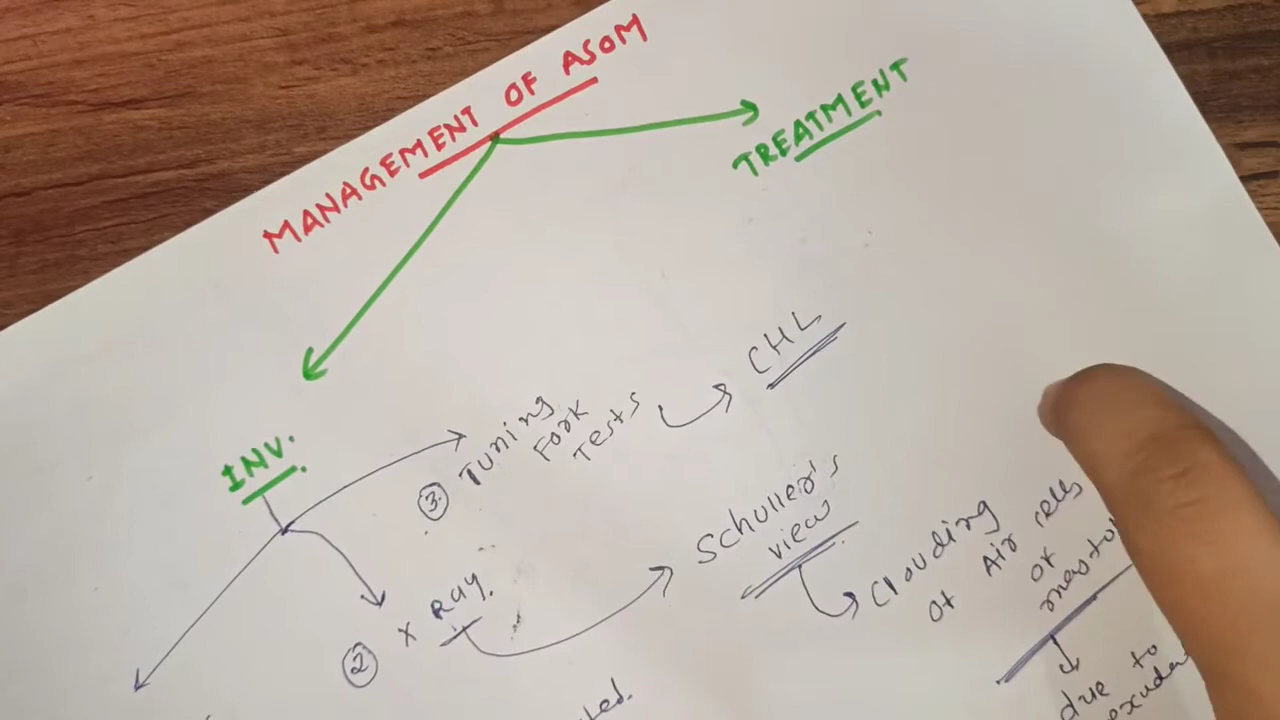 MANAGEMENT OF ASOM
TREATMENT
INV.
③ Tuning
Fork
Tests
CHL
② X Ray.
Schuller's
view
Clouding
of Air cells
of
due to